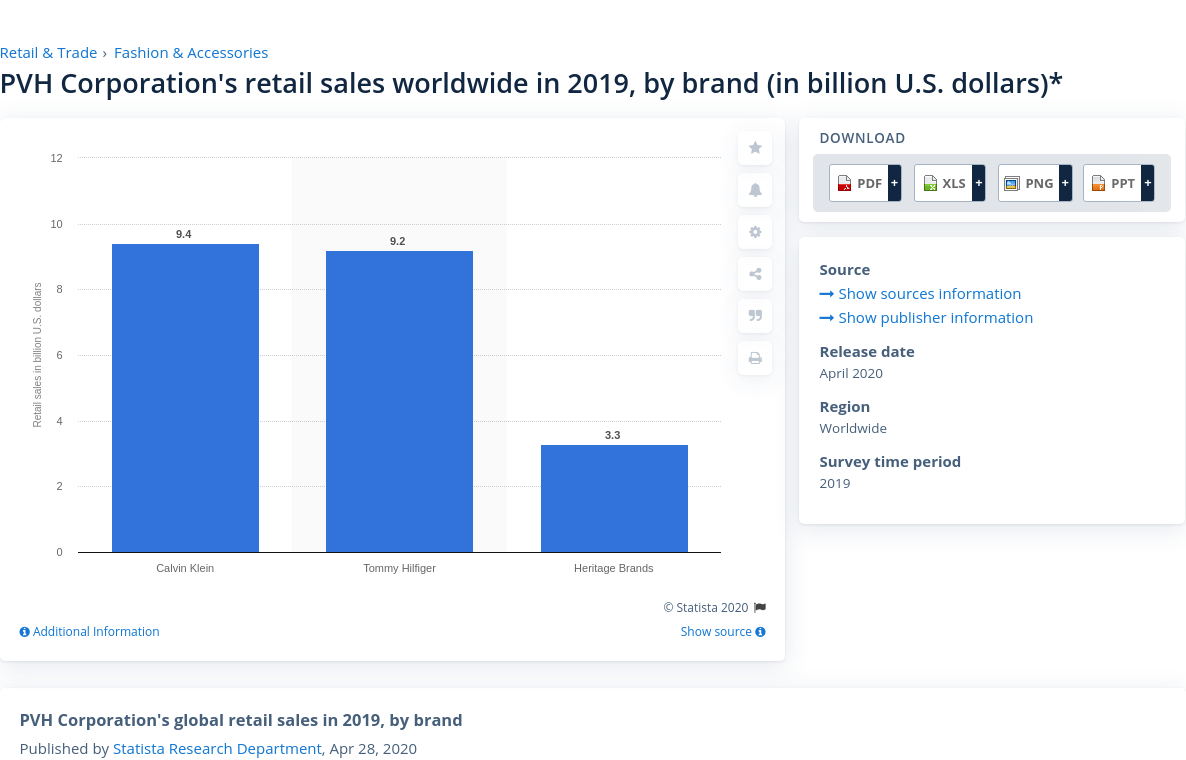 Retail & Trade › Fashion & Accessories
PVH Corporation's retail sales worldwide in 2019, by brand (in billion U.S. dollars)*
12
10
8
6
4
2
0
Retail sales in billion U.S. dollars
9.4
9.2
3.3
Calvin Klein
Tommy Hilfiger
Heritage Brands
© Statista 2020
Additional Information
Show source
DOWNLOAD
PDF + XLS + PNG + PPT +
Source
Show sources information
Show publisher information
Release date
April 2020
Region
Worldwide
Survey time period
2019
PVH Corporation's global retail sales in 2019, by brand
Published by Statista Research Department, Apr 28, 2020